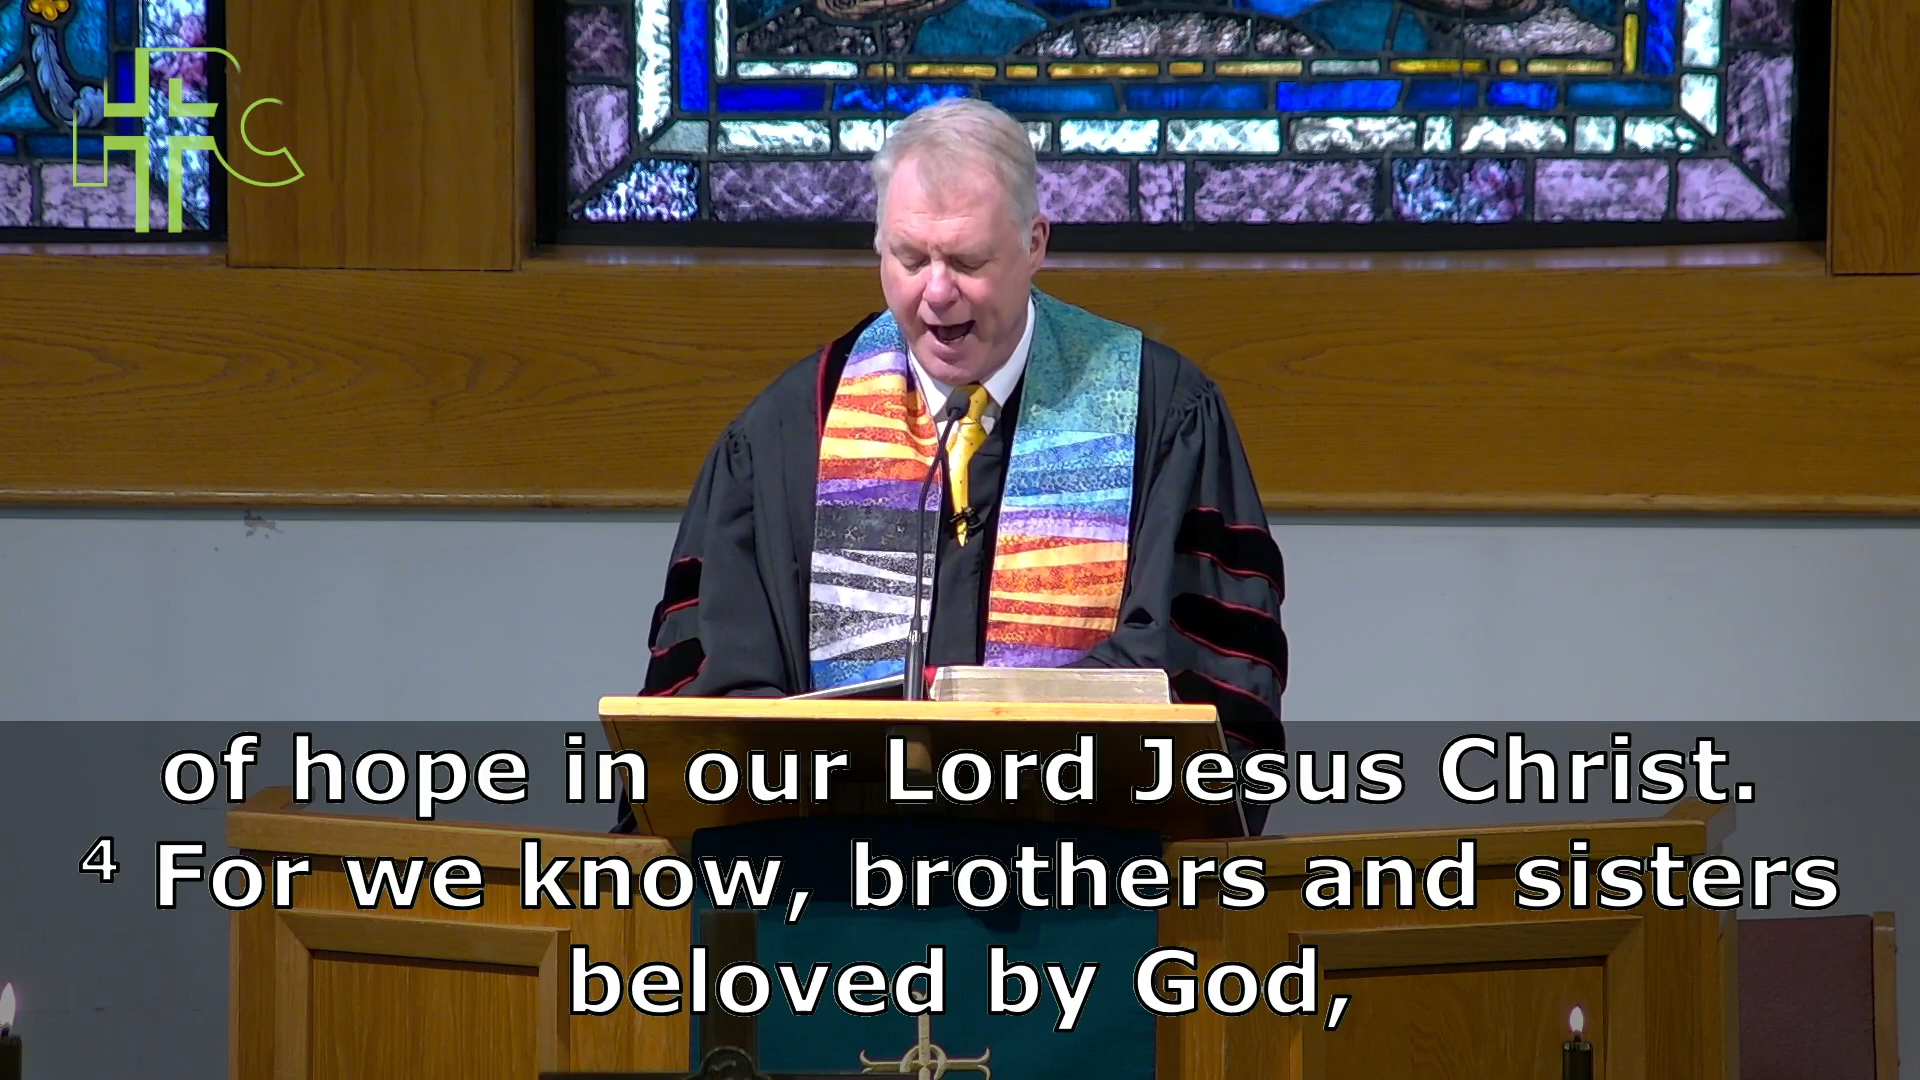 of hope in our Lord Jesus Christ.
⁴ For we know, brothers and sisters
beloved by God,